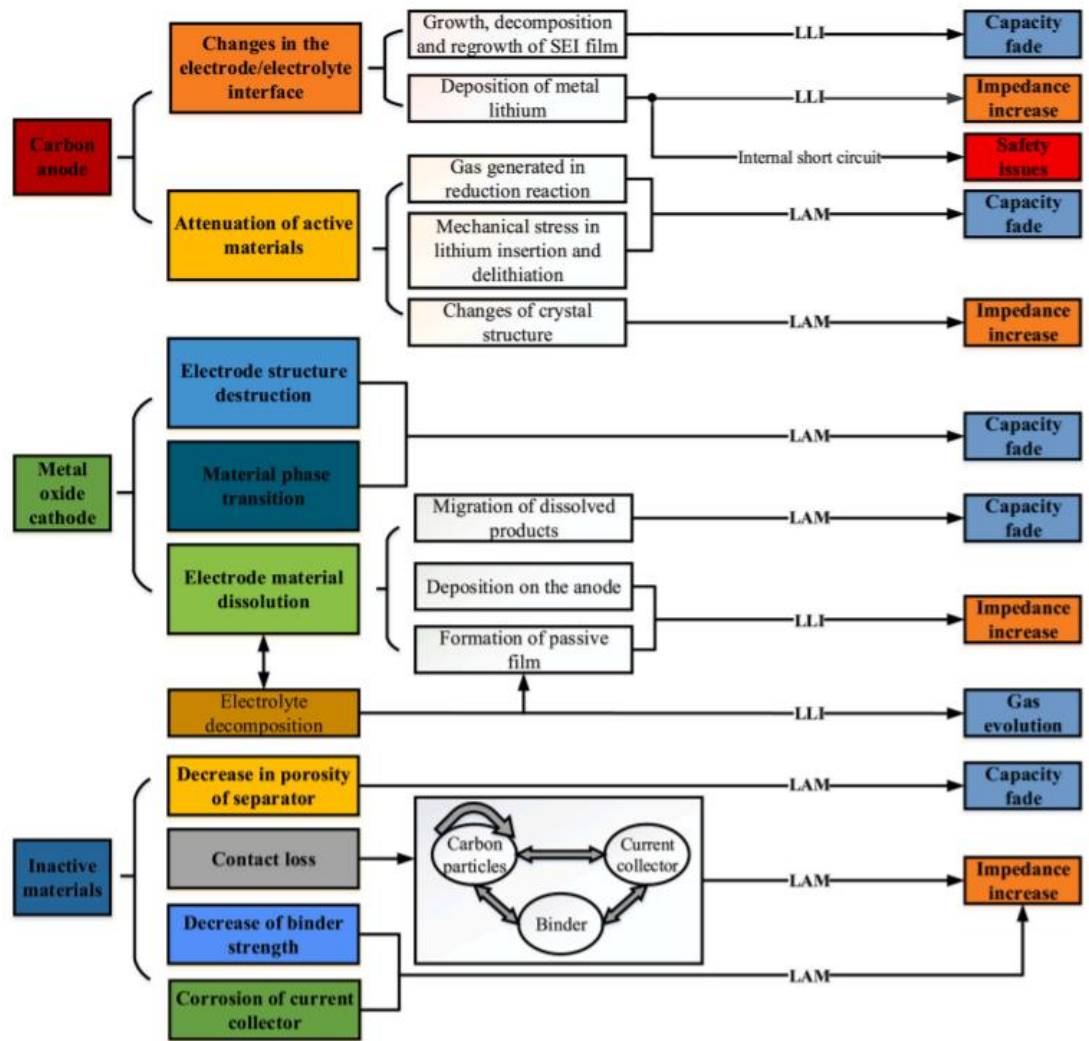 Growth, decomposition
and regrowth of SEI film
LLI
Capacity
fade
Changes in the
electrode/electrolyte
interface
Deposition of metal
lithium
LLI
Impedance
increase
Carbon
anode
Internal short circuit
Safety
issues
Gas generated in
reduction reaction
LAM
Capacity
fade
Attenuation of active
materials
Mechanical stress in
lithium insertion and
delithiation
Changes of crystal
structure
LAM
Impedance
increase
Electrode structure
destruction
LAM
Capacity
fade
Metal
oxide
cathode
Material phase
transition
Migration of dissolved
products
LAM
Capacity
fade
Electrode material
dissolution
Deposition on the anode
LLI
Impedance
increase
Formation of passive
film
Electrolyte
decomposition
LLI
Gas
evolution
Decrease in porosity
of separator
LAM
Capacity
fade
Inactive
materials
Contact loss
Carbon
particles
Current
collector
Binder
LAM
Impedance
increase
Decrease of binder
strength
LAM
Corrosion of current
collector